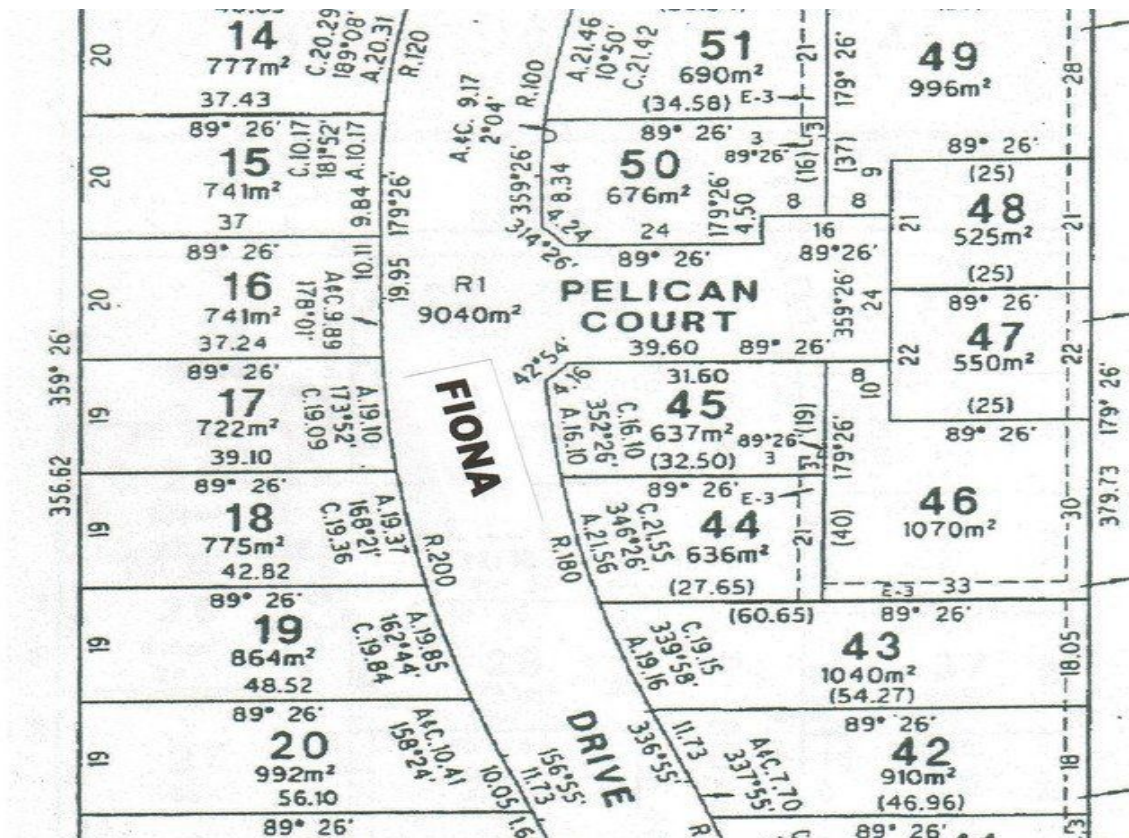 14
777m²
C.20.29
189°08'
A.20.31
R.120
20
37.43
89° 26'
15
741m²
C.10.17
181°52'
A.10.17
20
9.84
179°26'
37
89° 26'
16
741m²
10.11
19.95
A&C.9.89
178°01'
20
37.24
359° 26'
89° 26'
17
722m²
A.19.10
173°52'
C.19.09
19
39.10
356.62
89° 26'
18
775m²
A.19.37
168°21'
C.19.36
R.200
19
42.82
89° 26'
19
864m²
A.19.85
162°44'
C.19.84
19
48.52
89° 26'
20
992m²
A&C.10.41
158°24'
10.05
156°55'
11.73
19
56.10
89° 26'
A.21.46
10°50'
C.21.42
R.100
51
690m²
(34.58)
E-3
21
A.&C. 9.17
2°04'
89° 26'
50
676m²
3
89°26'
(16)
359°26'
8.34
4.24
314°26'
24
179°26'
4.50
89° 26'
8
8
16
89°26'
179° 26'
(37)
49
996m²
28
89° 26'
9
(25)
48
525m²
21
21
(25)
89° 26'
47
550m²
22
22
(25)
89° 26'
R1
9040m²
PELICAN
COURT
39.60
89° 26'
359°26'
24
42°54'
4.16
31.60
45
637m²
A.16.10
352°26'
C.16.10
(32.50)
89°26'
3
(19)
179°26'
8
10
89° 26'
44
636m²
E-3
21
C.21.55
346°26'
A.21.56
R.180
(27.65)
(40)
46
1070m²
30
E-3
33
179° 26'
379.73
(60.65)
89° 26'
43
1040m²
(54.27)
C.19.15
339°58'
A.19.16
18.05
89° 26'
42
910m²
(46.96)
11.73
336°55'
A&C.7.70
337°55'
18
89° 26'
FIONA
DRIVE